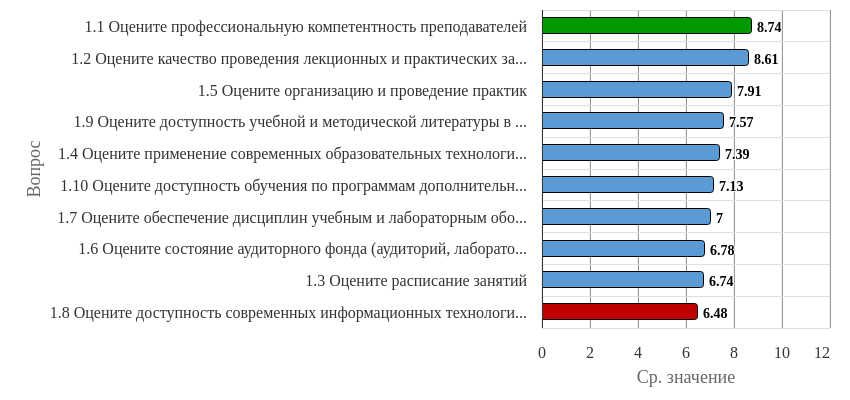 1.1 Оцените профессиональную компетентность преподавателей 8.74
1.2 Оцените качество проведения лекционных и практических за... 8.61
1.5 Оцените организацию и проведение практик 7.91
1.9 Оцените доступность учебной и методической литературы в ... 7.57
1.4 Оцените применение современных образовательных технологи... 7.39
1.10 Оцените доступность обучения по программам дополнительн... 7.13
1.7 Оцените обеспечение дисциплин учебным и лабораторным обо... 7
1.6 Оцените состояние аудиторного фонда (аудиторий, лаборато... 6.78
1.3 Оцените расписание занятий 6.74
1.8 Оцените доступность современных информационных технологи... 6.48
Вопрос
0 2 4 6 8 10 12
Ср. значение